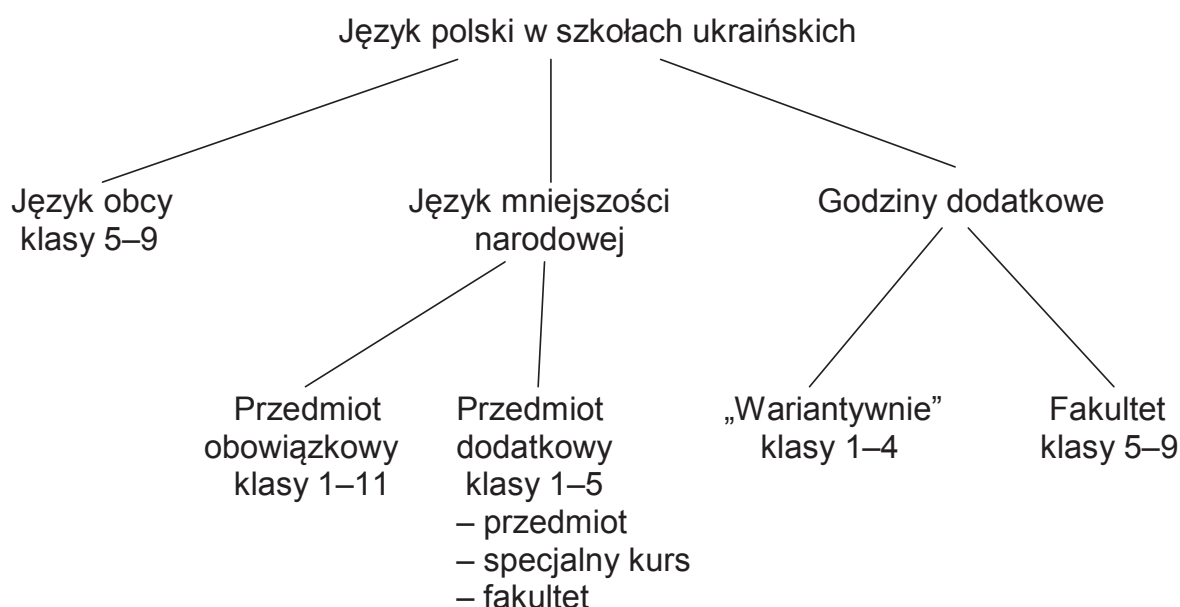 Język polski w szkołach ukraińskich
Język obcy
klasy 5–9
Język mniejszości
narodowej
Godziny dodatkowe
Przedmiot
obowiązkowy
klasy 1–11
Przedmiot
dodatkowy
klasy 1–5
– przedmiot
– specjalny kurs
– fakultet
„Wariantywnie”
klasy 1–4
Fakultet
klasy 5–9